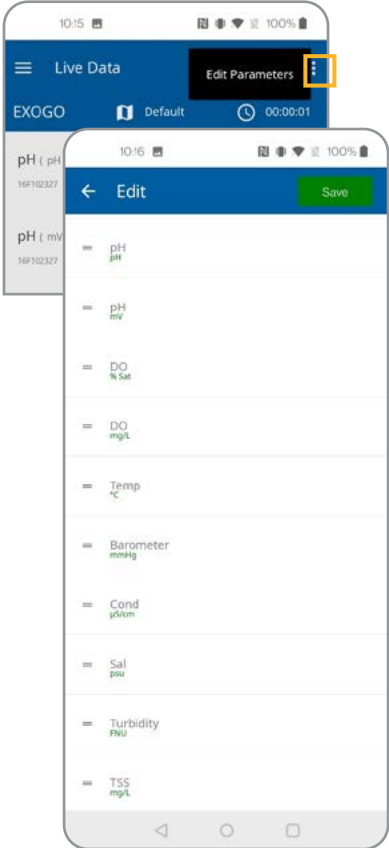 10:15 100%
Live Data Edit Parameters
EXOGO Default 00:00:01
pH ( pH
16F102327
pH ( mV
16F102327
10:16 100%
Edit Save
pH
pH
pH
mV
DO
% Sat
DO
mg/L
Temp
°C
Barometer
mmHg
Cond
µS/cm
Sal
psu
Turbidity
FNU
TSS
mg/L